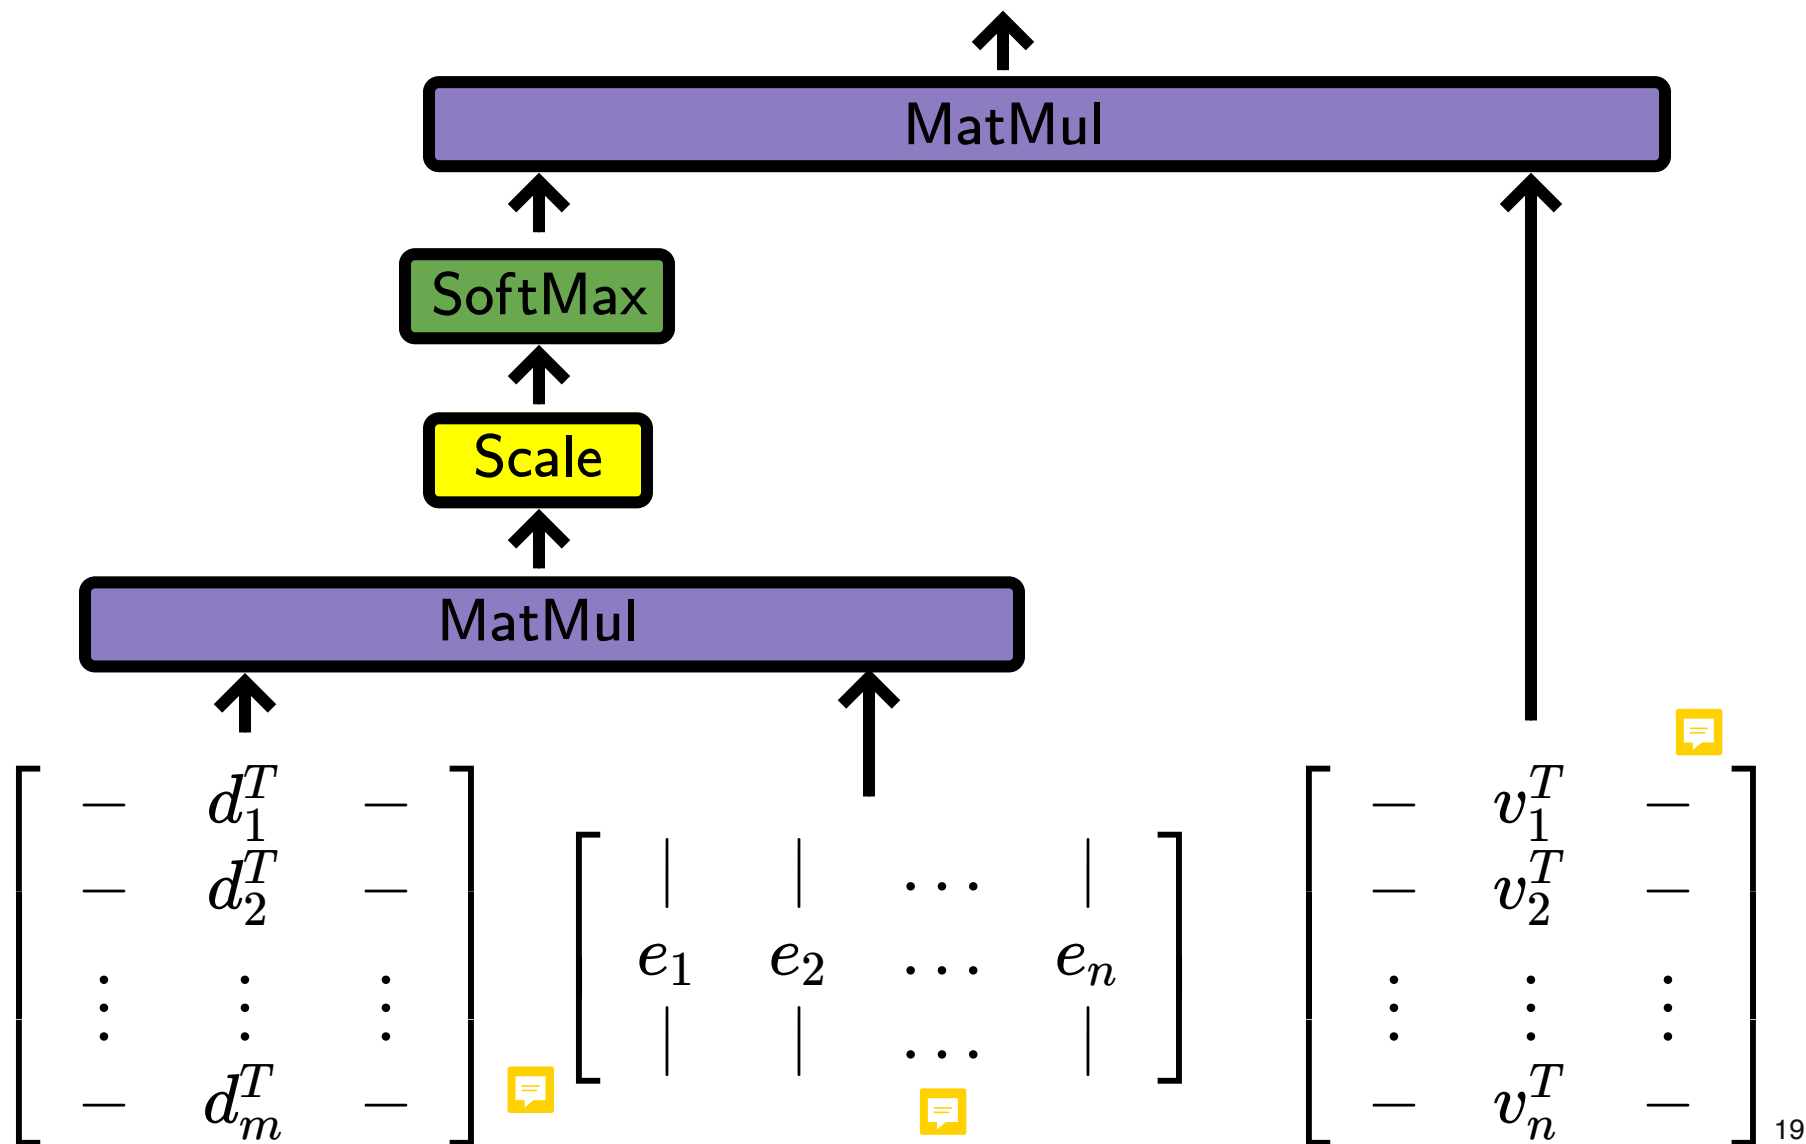 MatMul
SoftMax
Scale
MatMul
— d_1^T —
— d_2^T —
⋮ ⋮ ⋮
— d_m^T —
| | ⋯ |
e_1 e_2 ⋯ e_n
| | ⋯ |
— v_1^T —
— v_2^T —
⋮ ⋮ ⋮
— v_n^T —
19